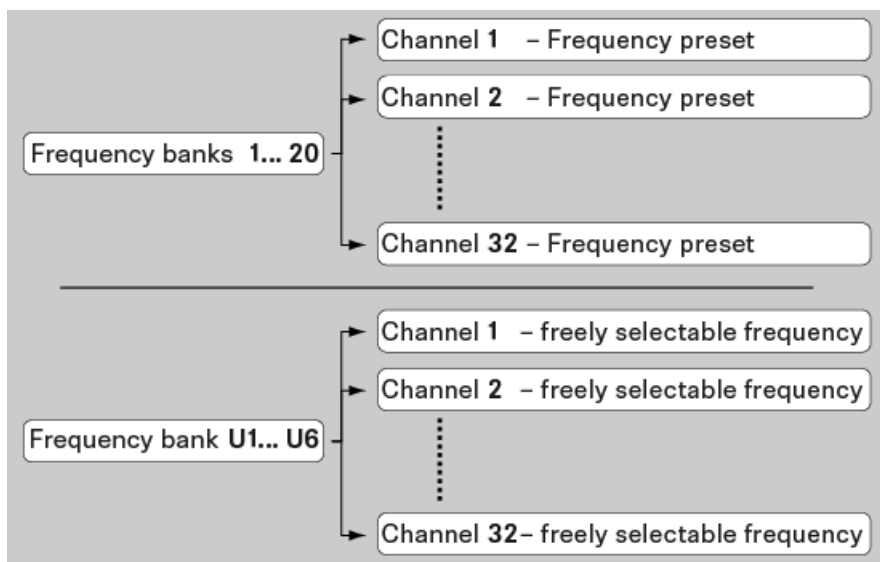 Channel 1 – Frequency preset
Channel 2 – Frequency preset
Frequency banks 1... 20
Channel 32 – Frequency preset
Channel 1 – freely selectable frequency
Channel 2 – freely selectable frequency
Frequency bank U1... U6
Channel 32– freely selectable frequency